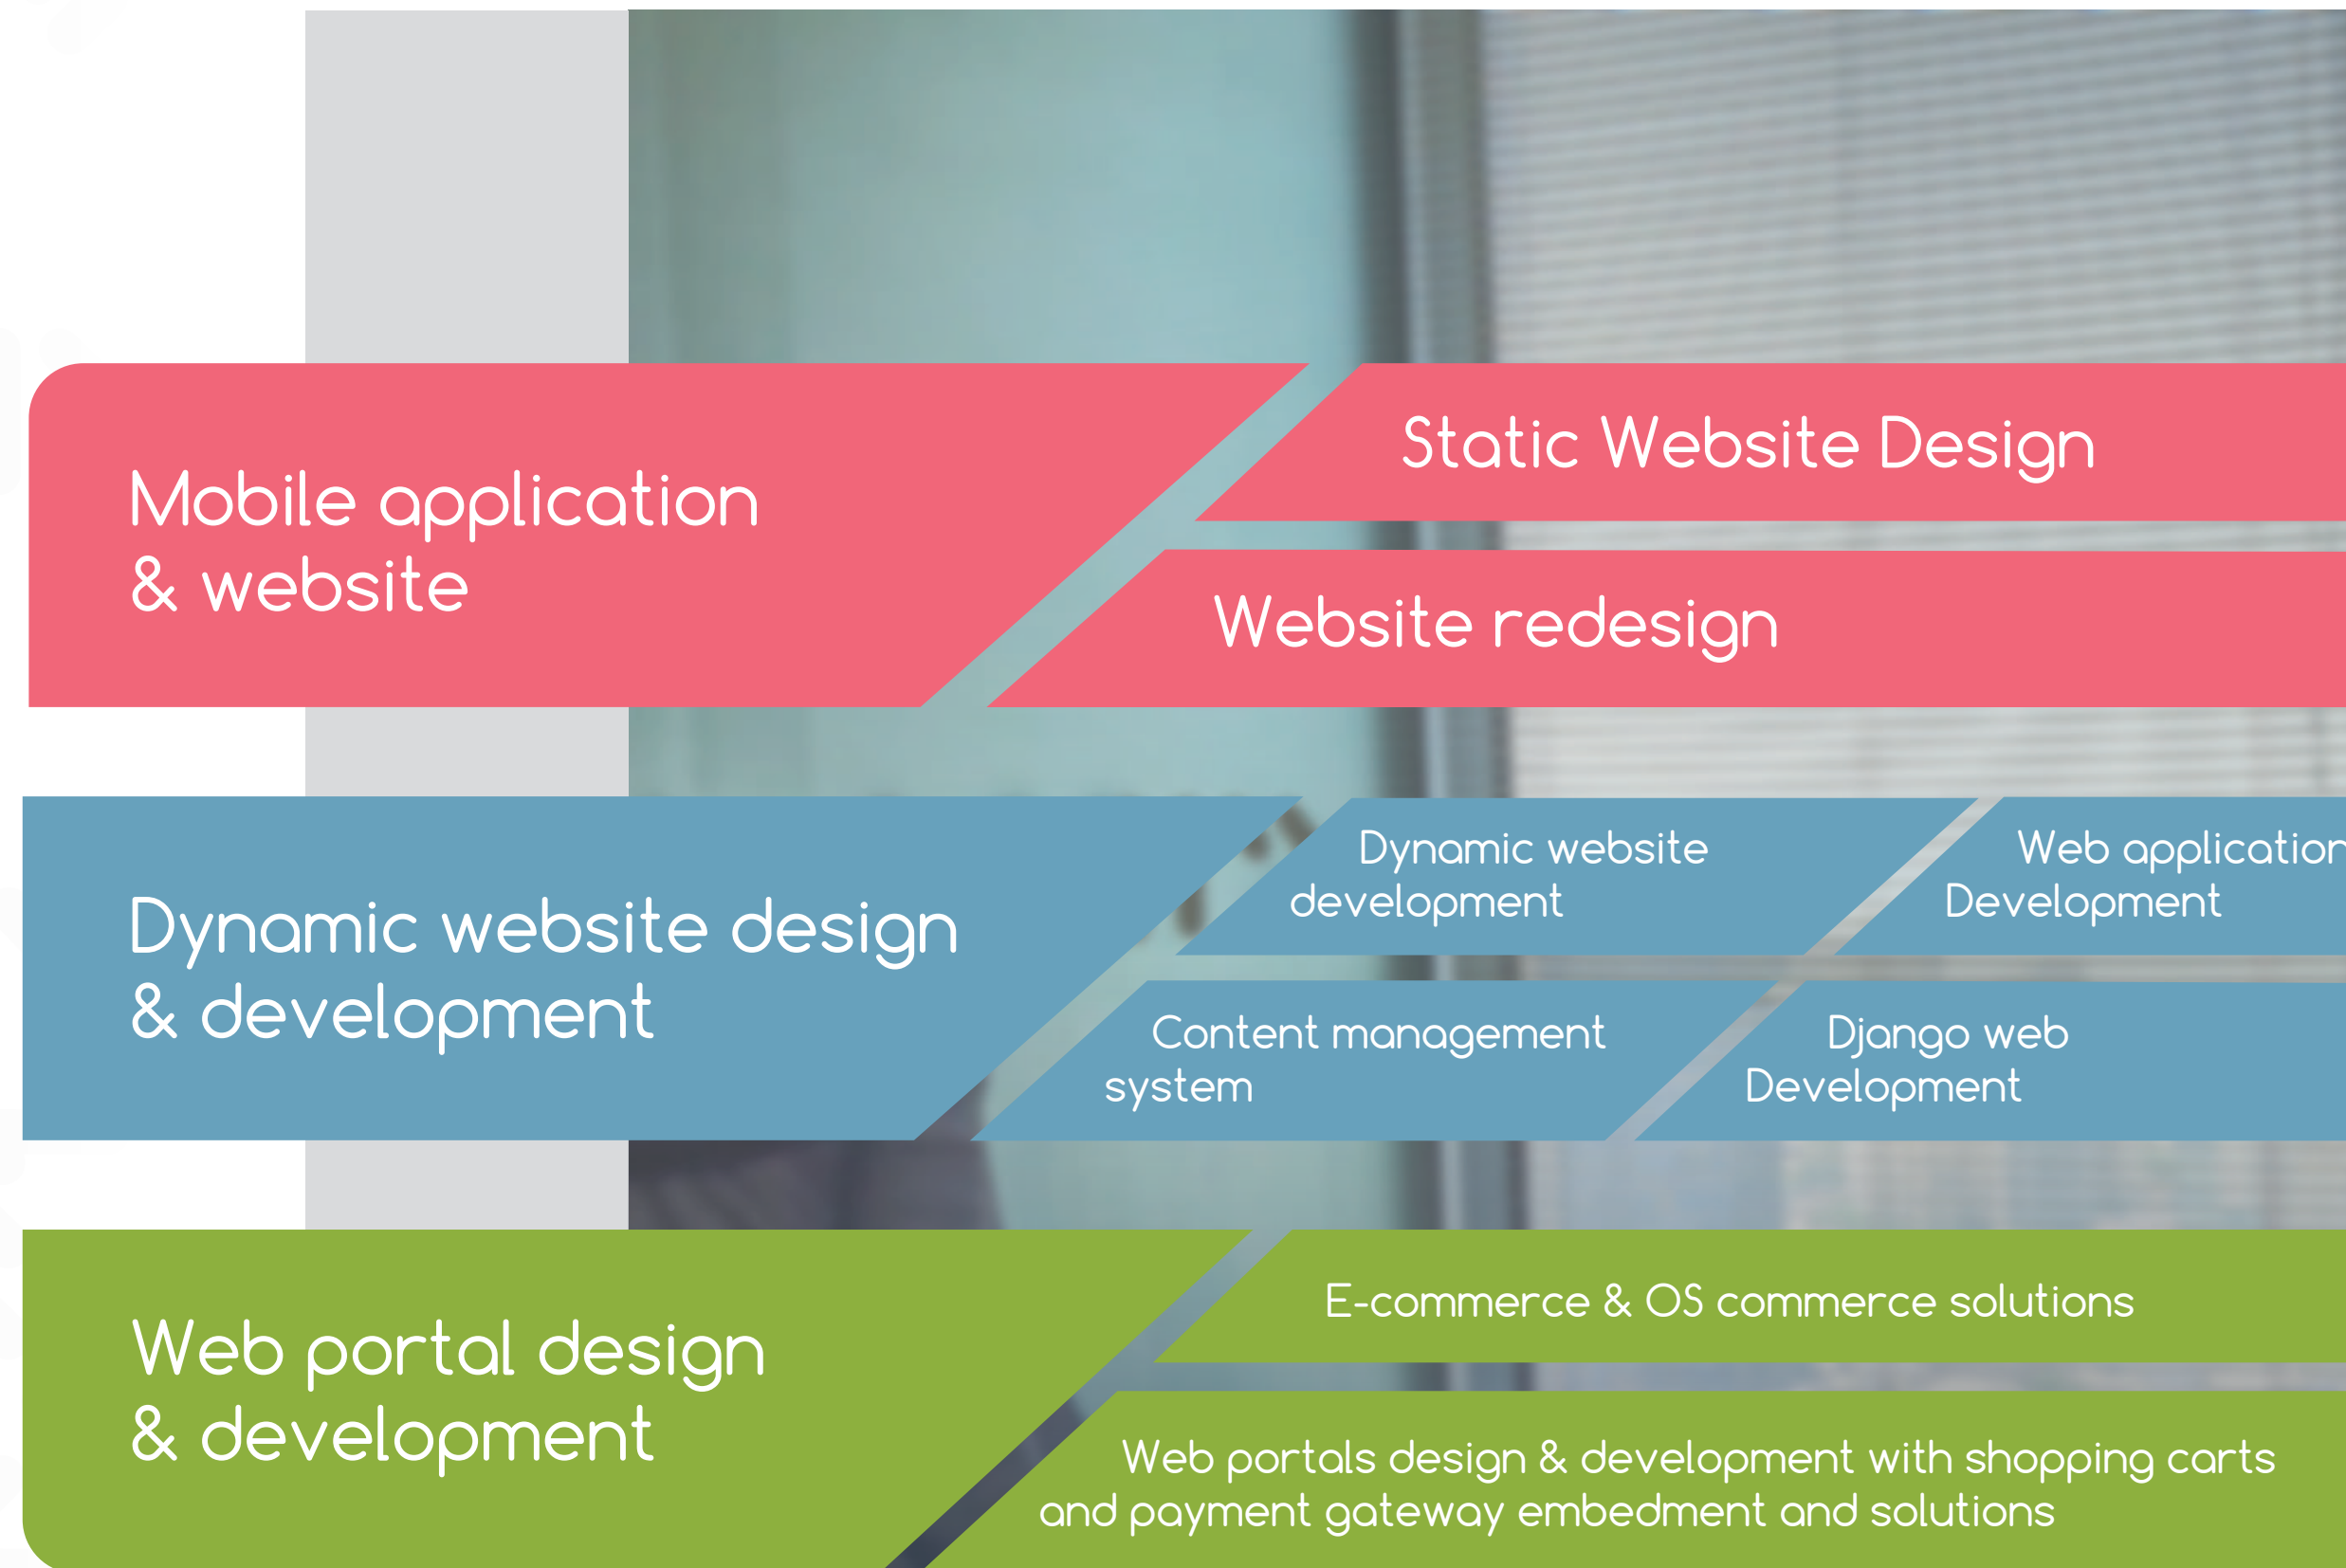 Mobile application
& website
Static Website Design
Website redesign
Dynamic website design
& development
Dynamic website
development
Web application
Development
Content management
system
Django web
Development
Web portal design
& development
E-commerce & OS commerce solutions
Web portals design & development with shopping carts
and payment gateway embedment and solutions